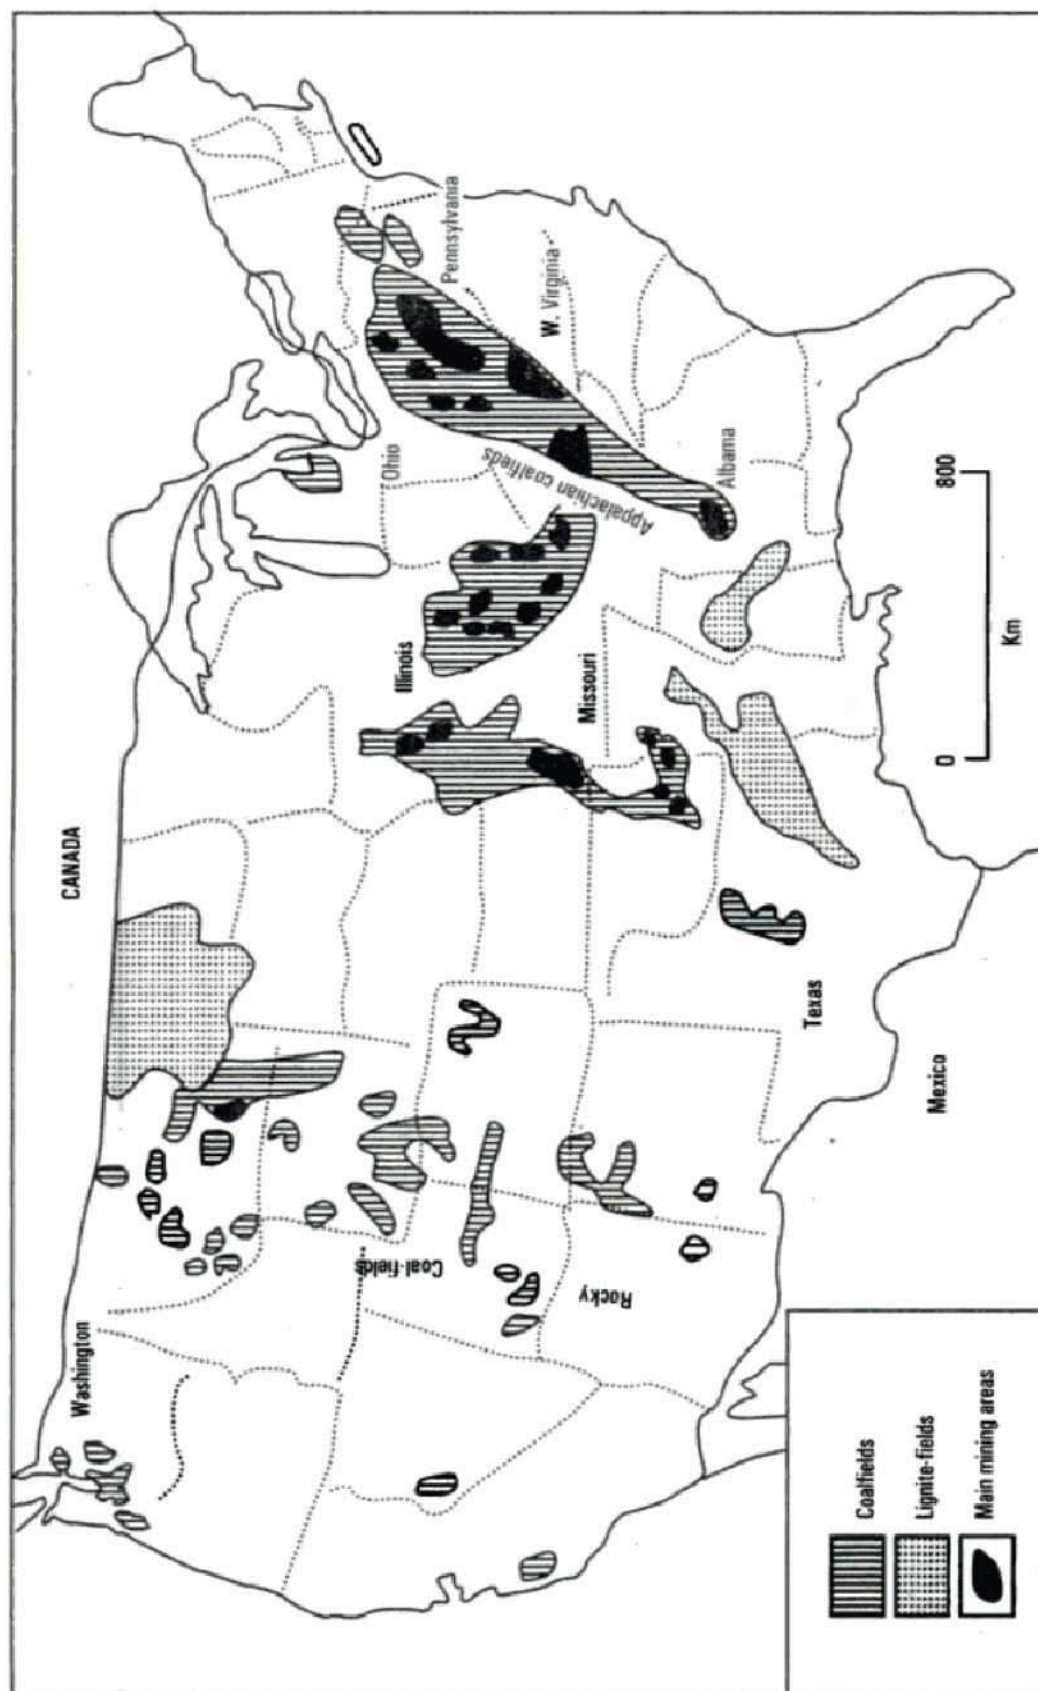 CANADA
Washington
Coal-fields
Rocky
Illinois
Missouri
Ohio
Appalachian coalfieds
Pennsylvania
W. Virginia
Albama
Texas
Mexico
0
800
Km
Coalfields
Lignite-fields
Main mining areas